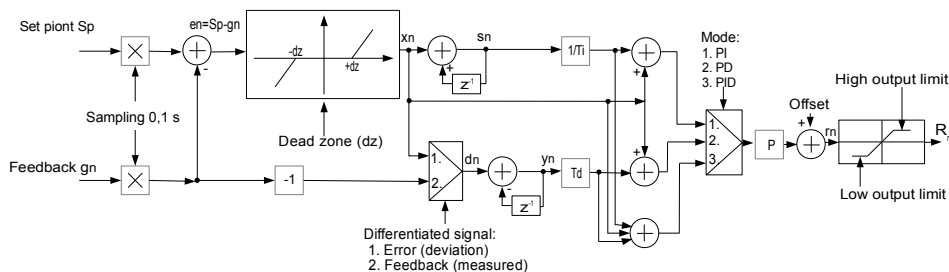 Set piont Sp
en=Sp-gn
-
-dz
+dz
Dead zone (dz)
Sampling 0,1 s
Feedback gn
-1
xn
sn
+
z⁻¹
1/Ti
+
+
+
1.
2.
dn
yn
-
z⁻¹
Td
Differentiated signal:
1. Error (deviation)
2. Feedback (measured)
Mode:
1. PI
2. PD
3. PID
1.
2.
3
P
Offset
+
rn
High output limit
Low output limit